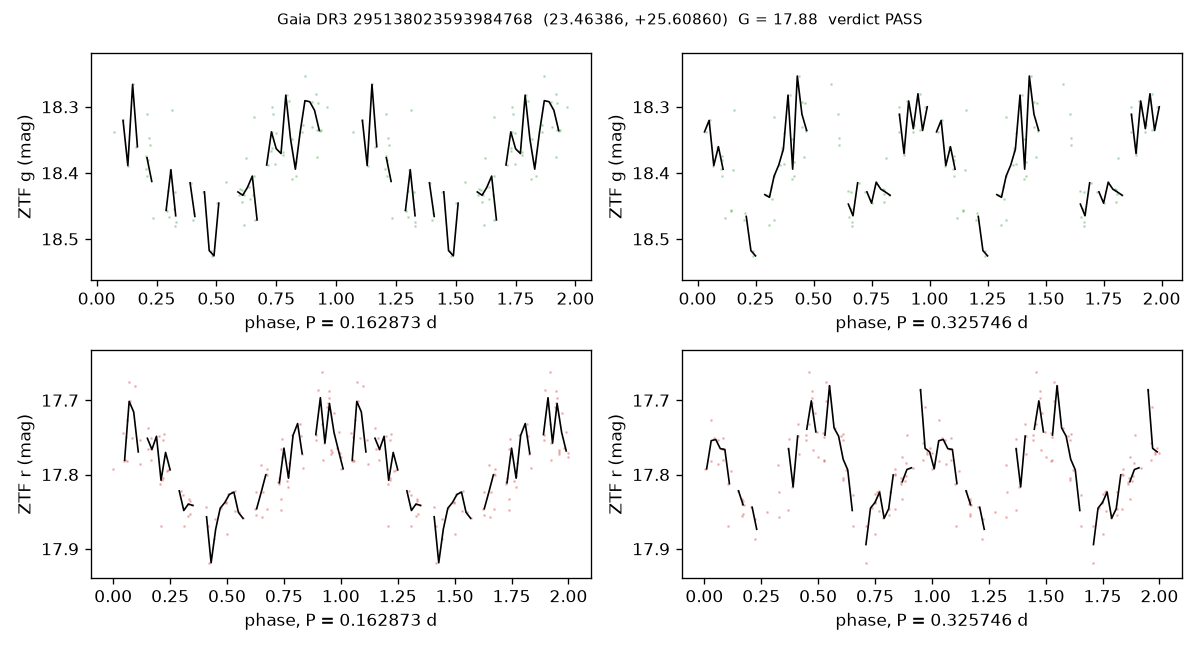 Gaia DR3 295138023593984768 (23.46386, +25.60860) G = 17.88 verdict PASS
ZTF g (mag)
18.3
18.4
18.5
0.00 0.25 0.50 0.75 1.00 1.25 1.50 1.75 2.00
phase, P = 0.162873 d
ZTF g (mag)
18.3
18.4
18.5
0.00 0.25 0.50 0.75 1.00 1.25 1.50 1.75 2.00
phase, P = 0.325746 d
ZTF r (mag)
17.7
17.8
17.9
0.00 0.25 0.50 0.75 1.00 1.25 1.50 1.75 2.00
phase, P = 0.162873 d
ZTF r (mag)
17.7
17.8
17.9
0.00 0.25 0.50 0.75 1.00 1.25 1.50 1.75 2.00
phase, P = 0.325746 d